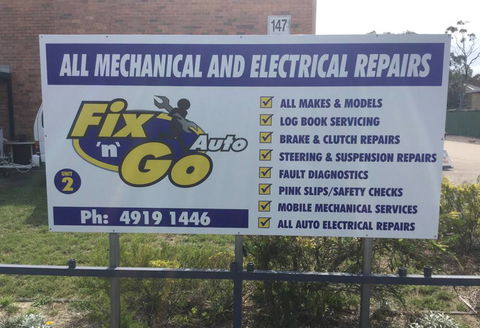 147
ALL MECHANICAL AND ELECTRICAL REPAIRS
Fix
'n'
Go
Auto
UNIT
2
Ph: 4919 1446
ALL MAKES & MODELS
LOG BOOK SERVICING
BRAKE & CLUTCH REPAIRS
STEERING & SUSPENSION REPAIRS
FAULT DIAGNOSTICS
PINK SLIPS/SAFETY CHECKS
MOBILE MECHANICAL SERVICES
ALL AUTO ELECTRICAL REPAIRS